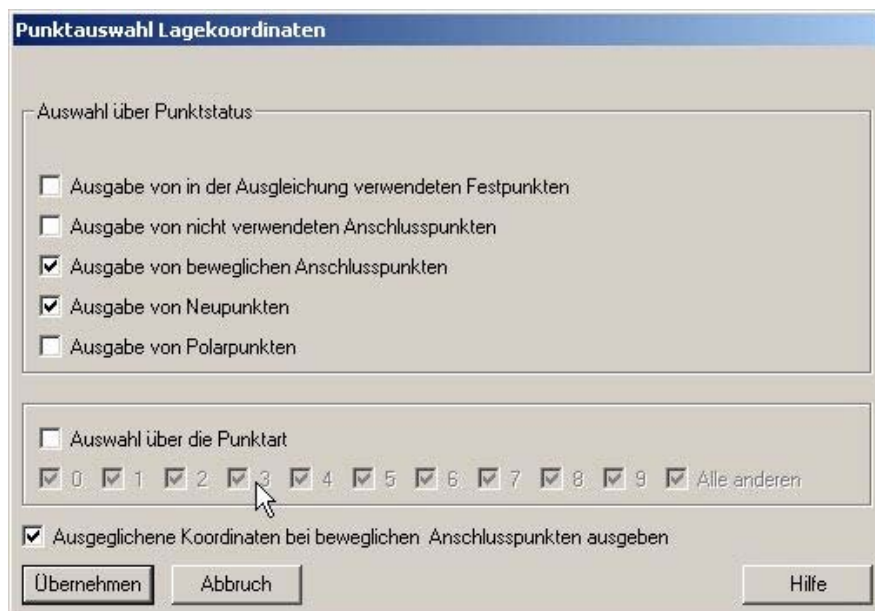 Punktauswahl Lagekoordinaten
Auswahl über Punktstatus
Ausgabe von in der Ausgleichung verwendeten Festpunkten
Ausgabe von nicht verwendeten Anschlusspunkten
Ausgabe von beweglichen Anschlusspunkten
Ausgabe von Neupunkten
Ausgabe von Polarpunkten
Auswahl über die Punktart
0 1 2 3 4 5 6 7 8 9 Alle anderen
Ausgeglichene Koordinaten bei beweglichen Anschlusspunkten ausgeben
Übernehmen Abbruch Hilfe